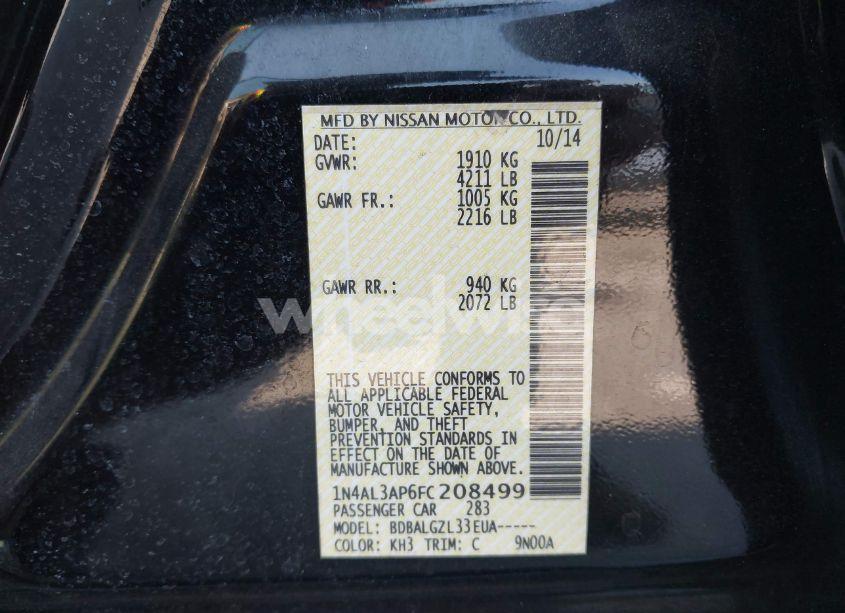 MFD BY NISSAN MOTOR CO., LTD.
DATE: 10/14
GVWR: 1910 KG
4211 LB
GAWR FR.: 1005 KG
2216 LB
GAWR RR.: 940 KG
2072 LB
wheelwire
THIS VEHICLE CONFORMS TO
ALL APPLICABLE FEDERAL
MOTOR VEHICLE SAFETY,
BUMPER, AND THEFT
PREVENTION STANDARDS IN
EFFECT ON THE DATE OF
MANUFACTURE SHOWN ABOVE.
1N4AL3AP6FC208499
PASSENGER CAR 283
MODEL: BDBALGZL33EUA-----
COLOR: KH3 TRIM: C 9N00A